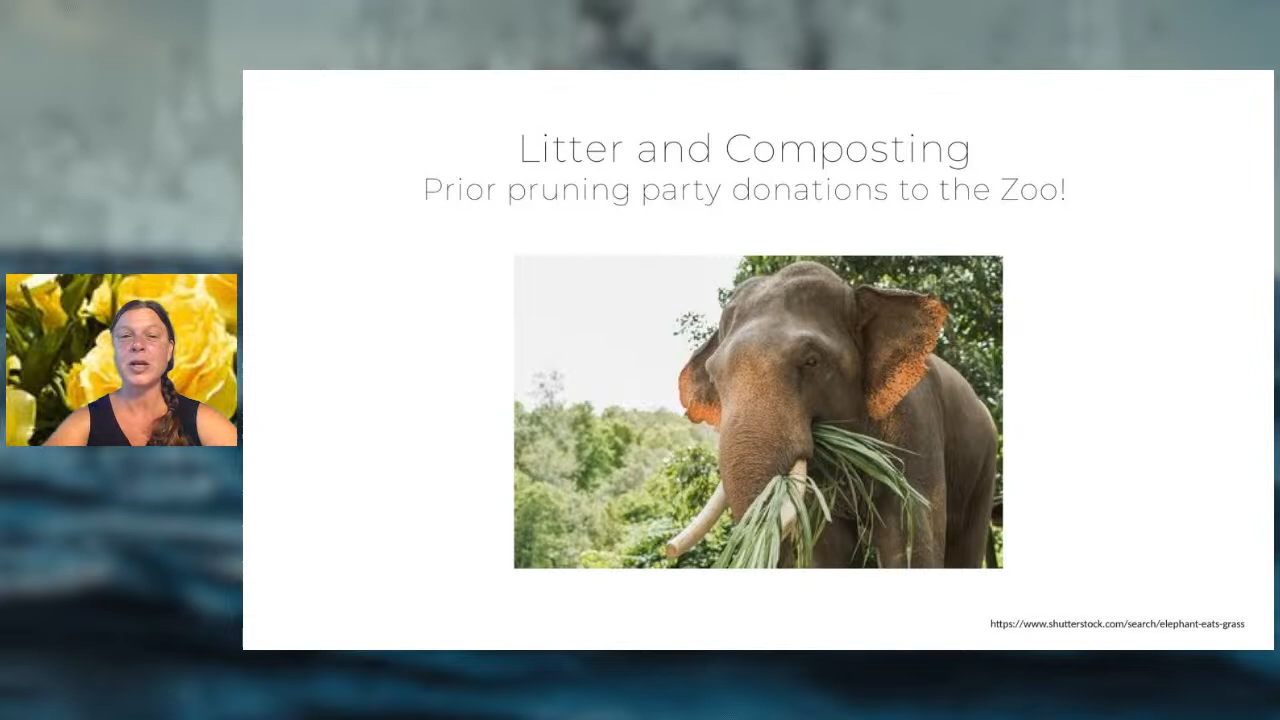 Litter and Composting
Prior pruning party donations to the Zoo!
https://www.shutterstock.com/search/elephant-eats-grass